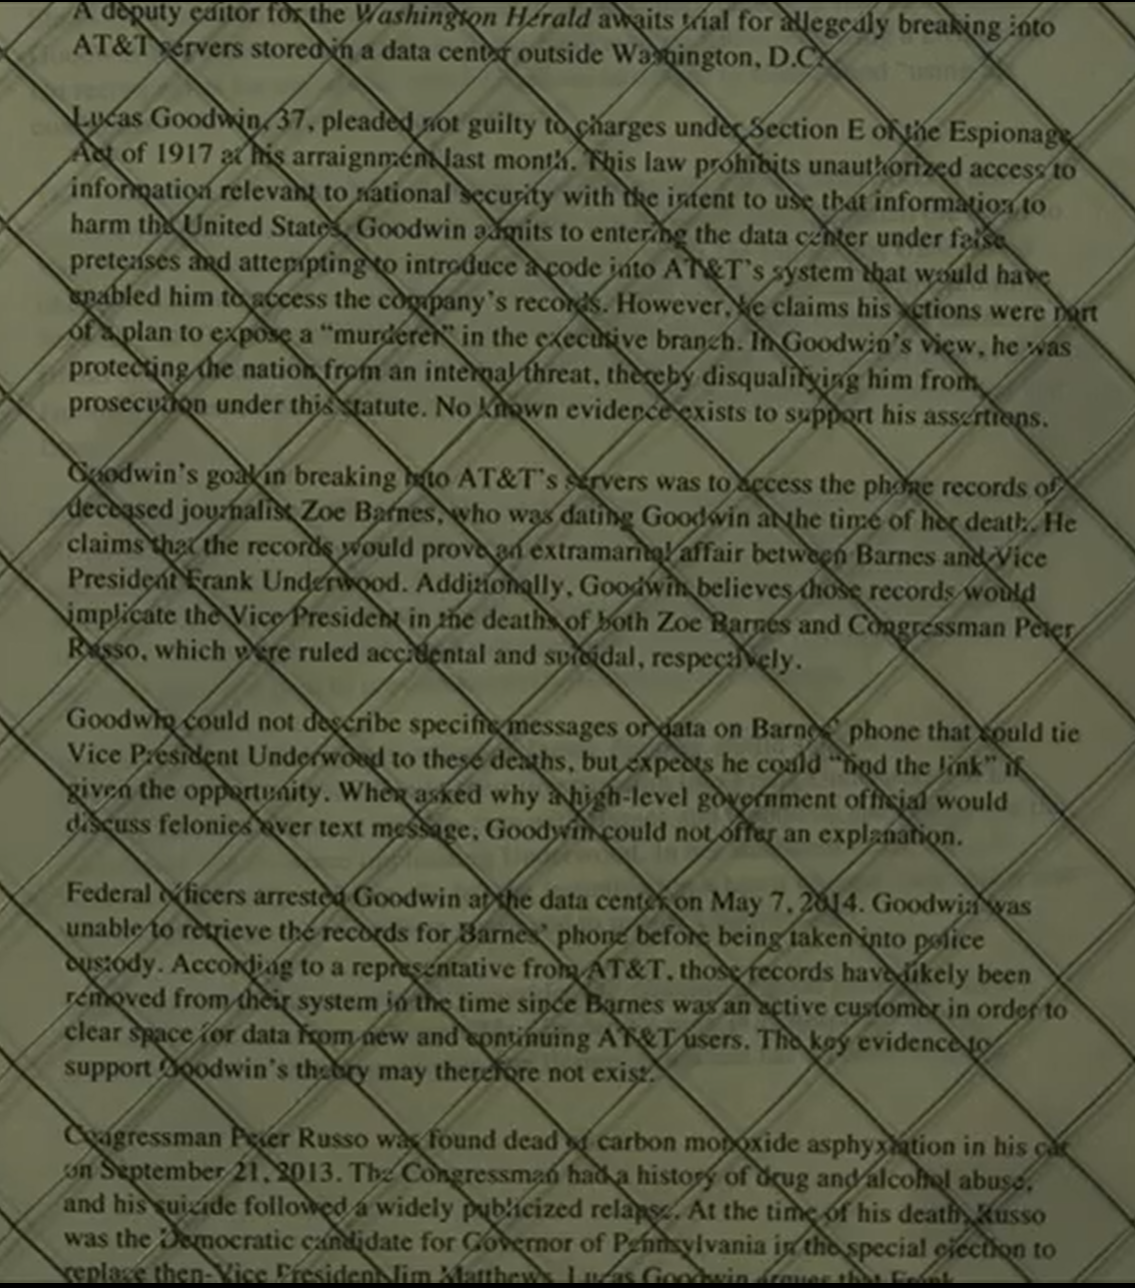 A deputy editor for the Washington Herald awaits trial for allegedly breaking into
AT&T servers stored in a data center outside Washington, D.C.
Lucas Goodwin, 37, pleaded not guilty to charges under Section E of the Espionage
Act of 1917 at his arraignment last month. This law prohibits unauthorized access to
information relevant to national security with the intent to use that information to
harm the United States. Goodwin admits to entering the data center under false
pretenses and attempting to introduce a code into AT&T's system that would have
enabled him to access the company's records. However, he claims his actions were part
of a plan to expose a "murderer" in the executive branch. In Goodwin's view, he was
protecting the nation from an internal threat, thereby disqualifying him from
prosecution under this statute. No known evidence exists to support his assertions.
Goodwin's goal in breaking into AT&T's servers was to access the phone records of
deceased journalist Zoe Barnes, who was dating Goodwin at the time of her death. He
claims that the records would prove an extramarital affair between Barnes and Vice
President Frank Underwood. Additionally, Goodwin believes those records would
implicate the Vice President in the deaths of both Zoe Barnes and Congressman Peter
Russo, which were ruled accidental and suicidal, respectively.
Goodwin could not describe specific messages or data on Barnes' phone that could tie
Vice President Underwood to these deaths, but expects he could "find the link" if
given the opportunity. When asked why a high-level government official would
discuss felonies over text message, Goodwin could not offer an explanation.
Federal officers arrested Goodwin at the data center on May 7, 2014. Goodwin was
unable to retrieve the records for Barnes' phone before being taken into police
custody. According to a representative from AT&T, those records have likely been
removed from their system in the time since Barnes was an active customer in order to
clear space for data from new and continuing AT&T users. The key evidence to
support Goodwin's theory may therefore not exist.
Congressman Peter Russo was found dead of carbon monoxide asphyxiation in his car
on September 21, 2013. The Congressman had a history of drug and alcohol abuse,
and his suicide followed a widely publicized relapse. At the time of his death, Russo
was the Democratic candidate for Governor of Pennsylvania in the special election to
replace then-Vice President Jim Matthews. Lucas Goodwin argues that Frank